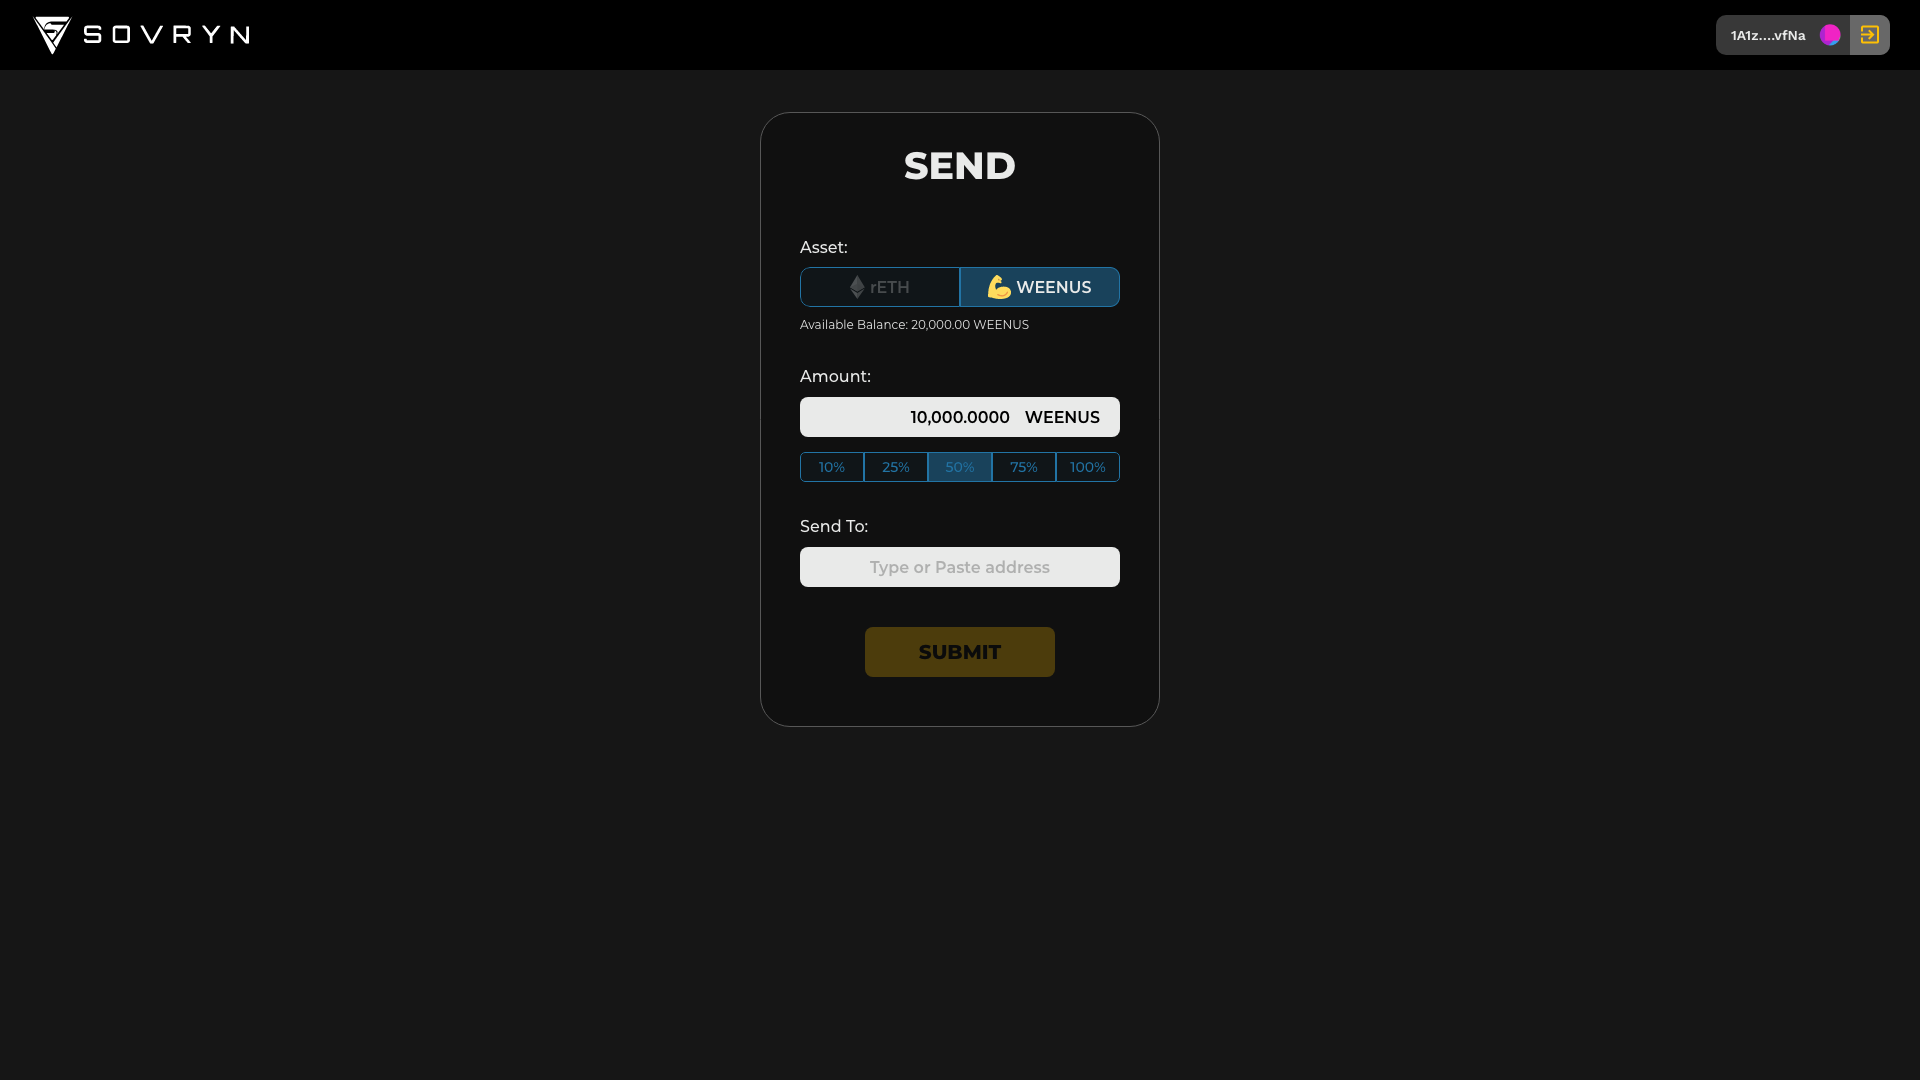 SOVRYN
1A1z....vfNa
SEND
Asset:
rETH WEENUS
Available Balance: 20,000.00 WEENUS
Amount:
10,000.0000 WEENUS
10% 25% 50% 75% 100%
Send To:
Type or Paste address
SUBMIT